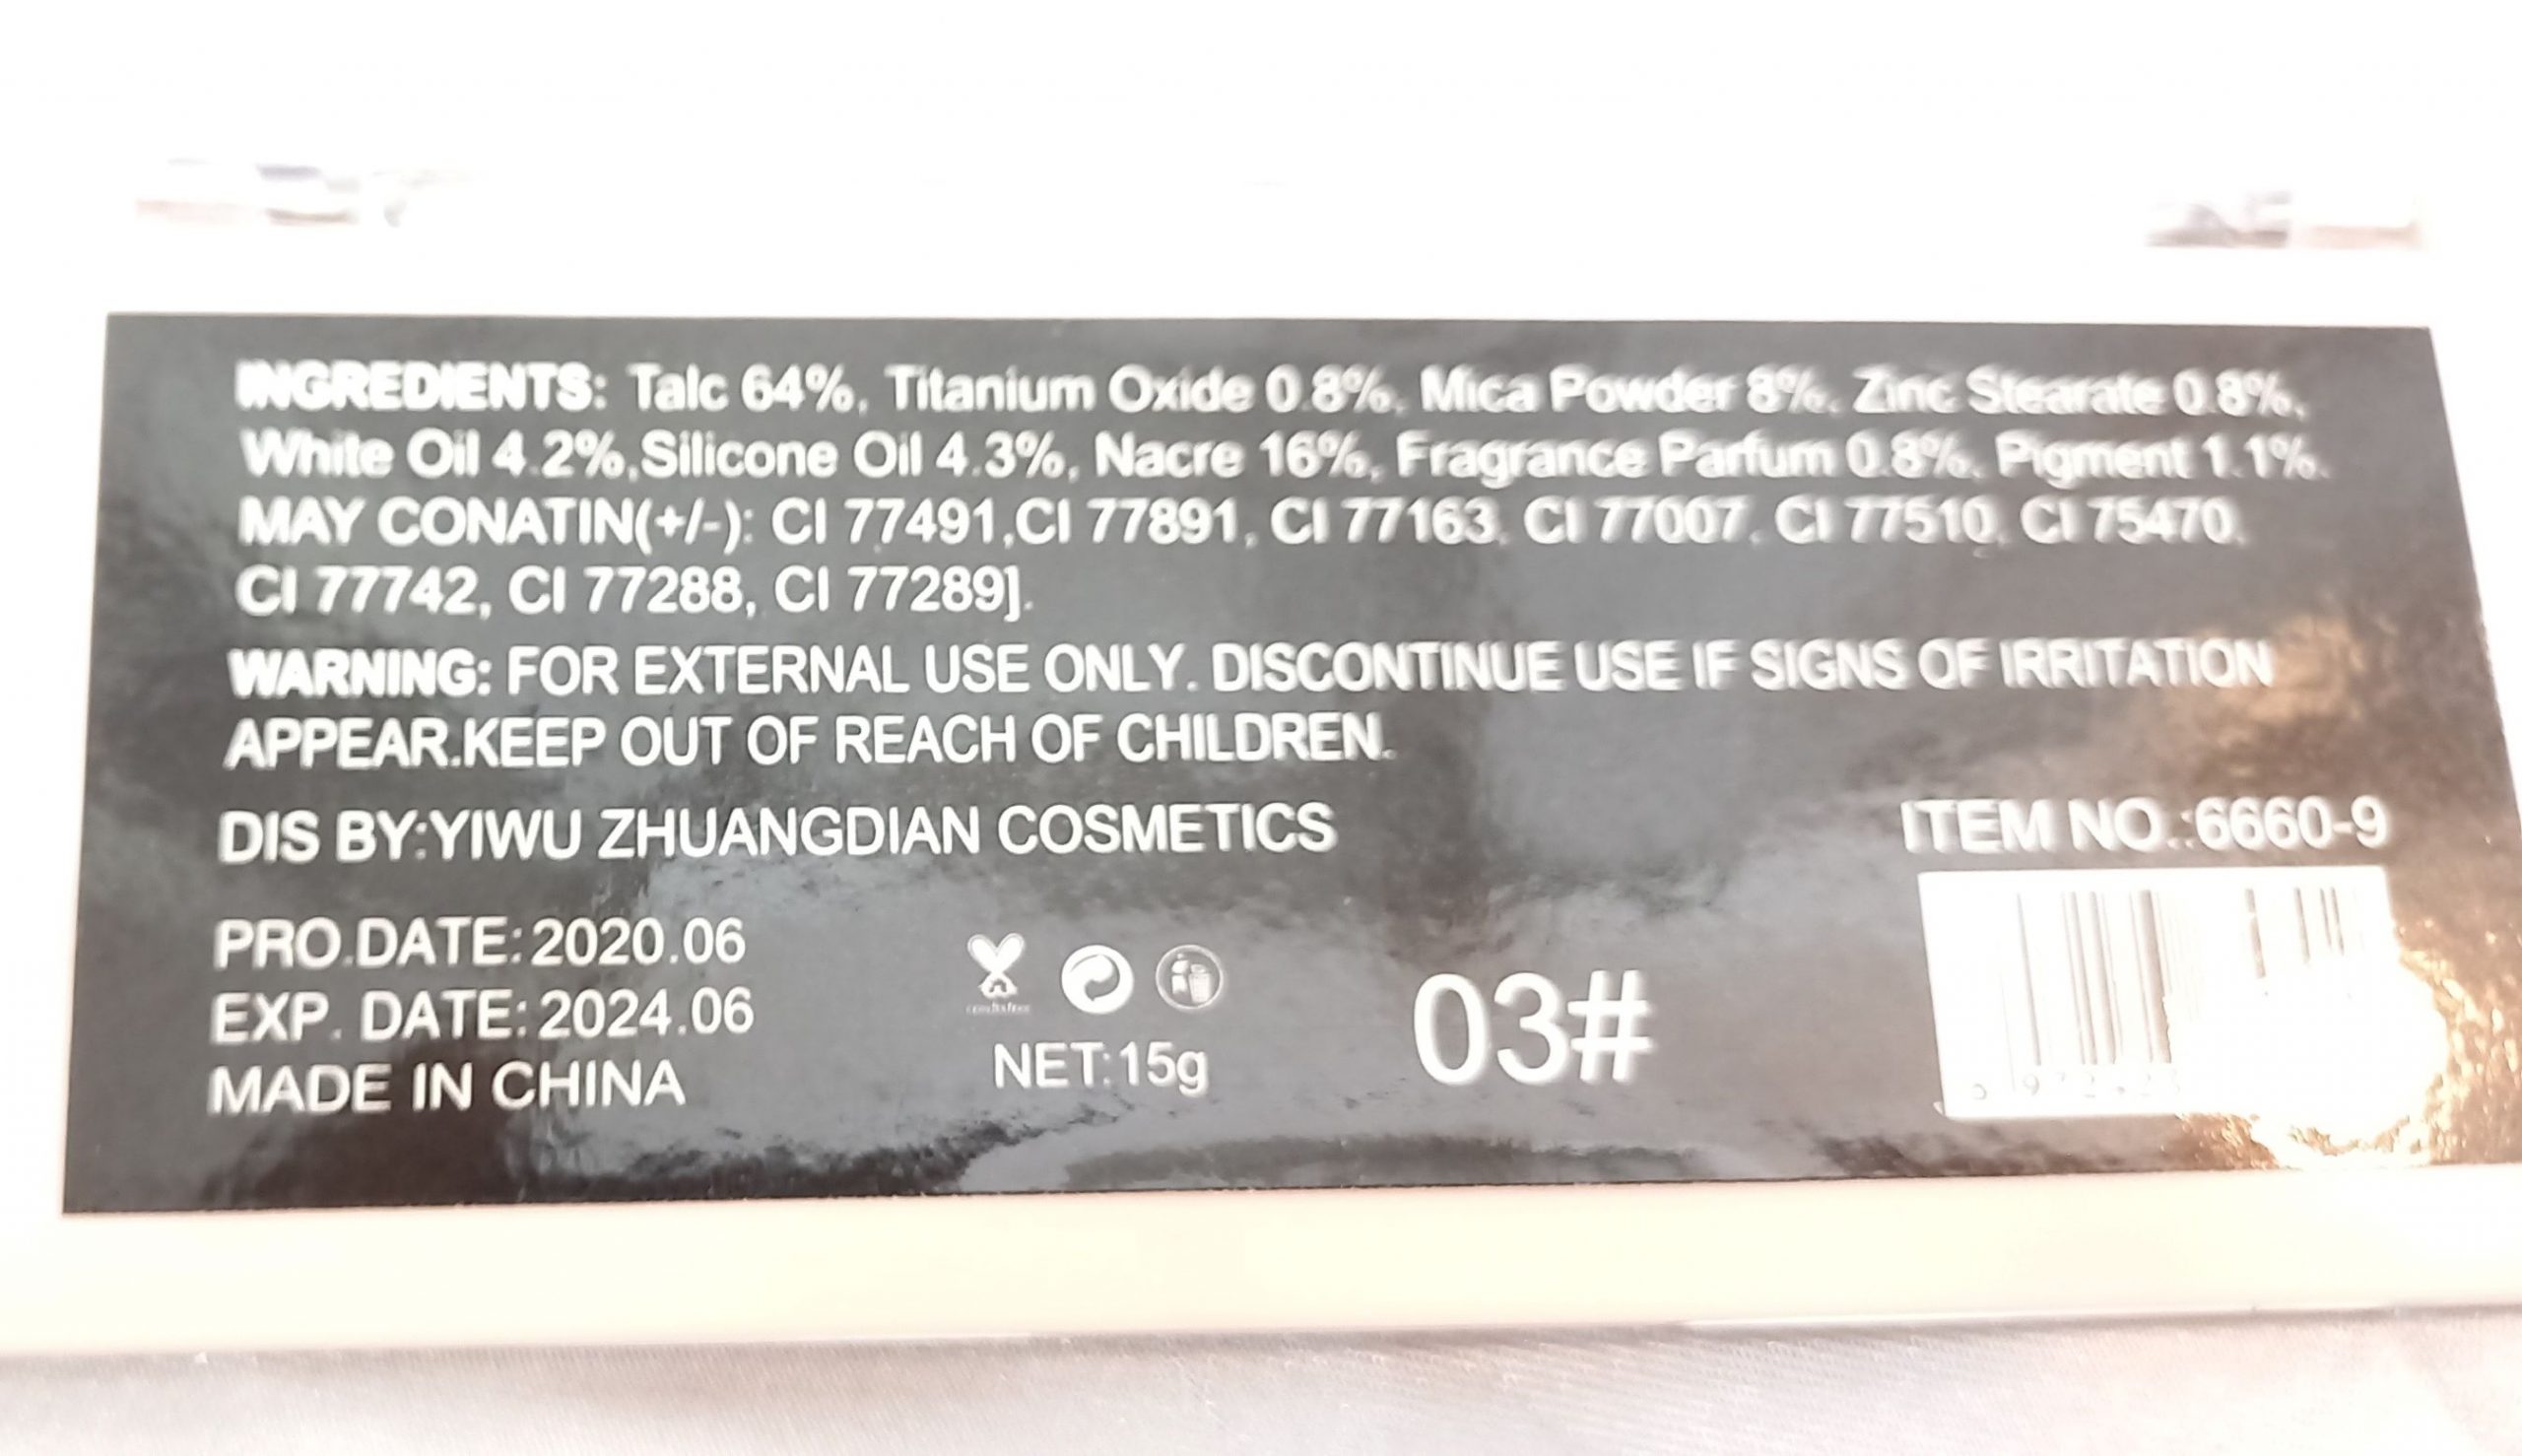 INGREDIENTS: Talc 64%, Titanium Oxide 0.8%, Mica Powder 8%, Zinc Stearate 0.8%,
White Oil 4.2%,Silicone Oil 4.3%, Nacre 16%, Fragrance Parfum 0.8%, Pigment 1.1%.
MAY CONATIN(+/-): CI 77491,CI 77891, CI 77163, CI 77007, CI 77510, CI 75470,
CI 77742, CI 77288, CI 77289].
WARNING: FOR EXTERNAL USE ONLY. DISCONTINUE USE IF SIGNS OF IRRITATION
APPEAR.KEEP OUT OF REACH OF CHILDREN.
DIS BY:YIWU ZHUANGDIAN COSMETICS
ITEM NO.:6660-9
PRO.DATE:2020.06
EXP. DATE:2024.06
MADE IN CHINA
NET:15g
03#